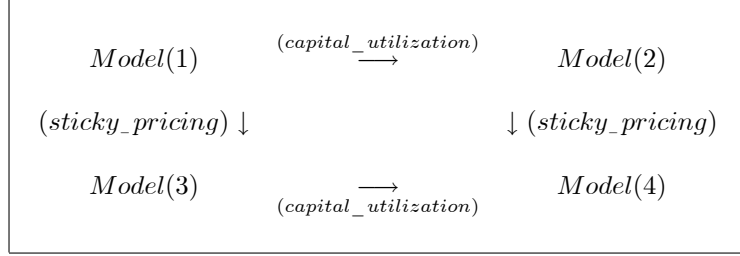 (capital_utilization)
Model(1) ⟶ Model(2)
(sticky_pricing) ↓ ↓ (sticky_pricing)
Model(3) ⟶ Model(4)
(capital_utilization)